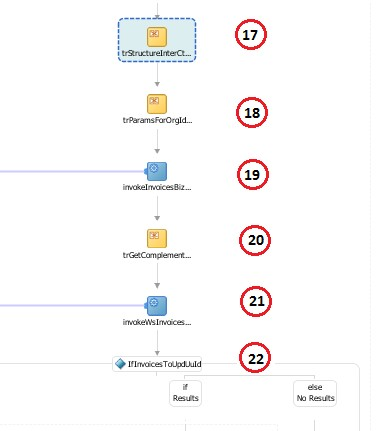 17
trStructureInterCt...
18
trParamsForOrgId...
19
invokeInvoicesBiz...
20
trGetComplement...
21
invokeWsInvoices...
22
IfInvoicesToUpdUuId
if
Results
else
No Results